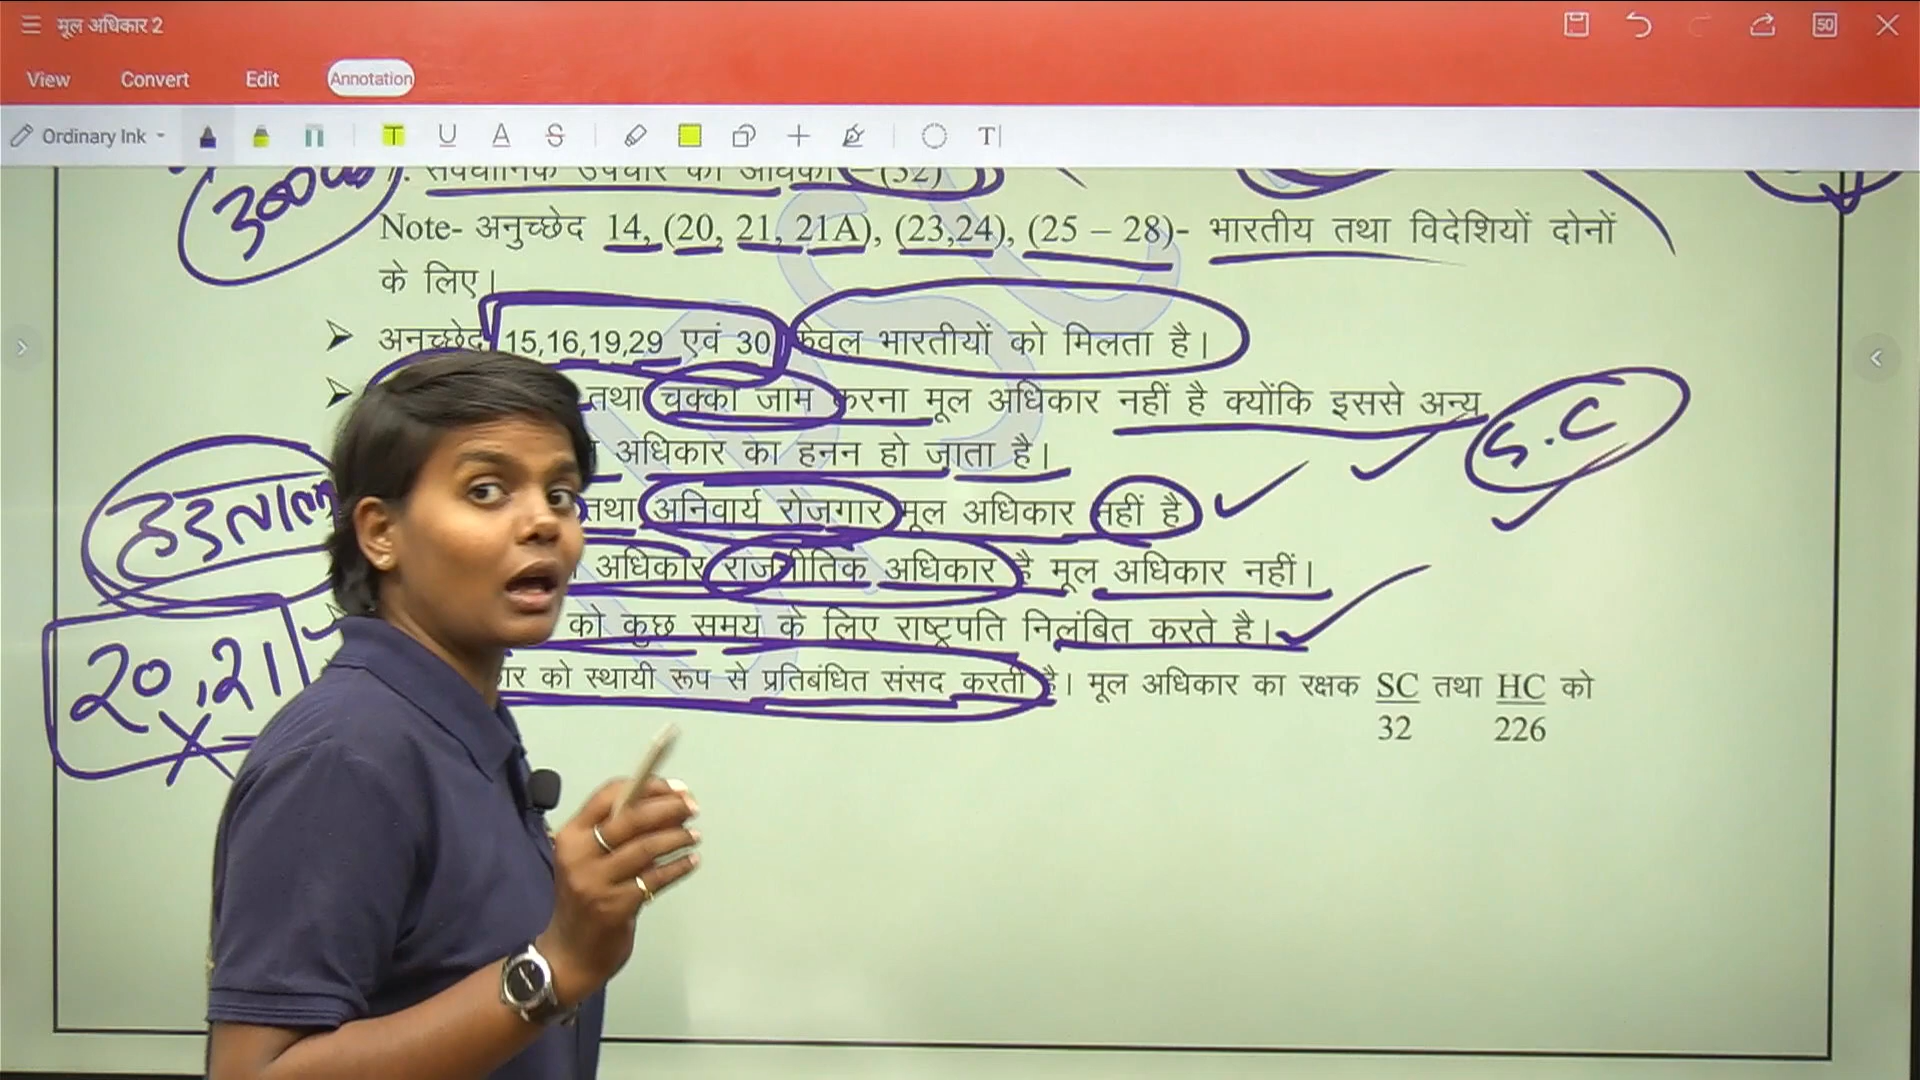 मूल अधिकार 2
50
View Convert Edit Annotation
Ordinary Ink
(32)
Note- अनुच्छेद 14, (20, 21, 21A), (23,24), (25 – 28)- भारतीय तथा विदेशियों दोनों
के लिए।
अनुच्छेद 15,16,19,29 एवं 30 केवल भारतीयों को मिलता है।
तथा चक्का जाम करना मूल अधिकार नहीं है क्योंकि इससे अन्य
S.C
अधिकार का हनन हो जाता है।
हडताल
तथा अनिवार्य रोजगार मूल अधिकार नहीं है
अधिकार राजनीतिक अधिकार है मूल अधिकार नहीं।
को कुछ समय के लिए राष्ट्रपति निलंबित करते है।
20,21
को स्थायी रूप से प्रतिबंधित संसद करती है। मूल अधिकार का रक्षक SC तथा HC को
32 226